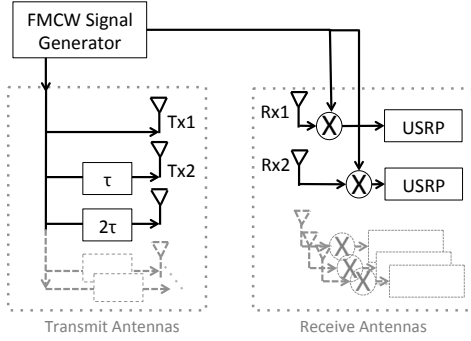 FMCW Signal
Generator
Tx1
Rx1
X
USRP
τ
Tx2
Rx2
X
USRP
2τ
X
X
X
Transmit Antennas
Receive Antennas